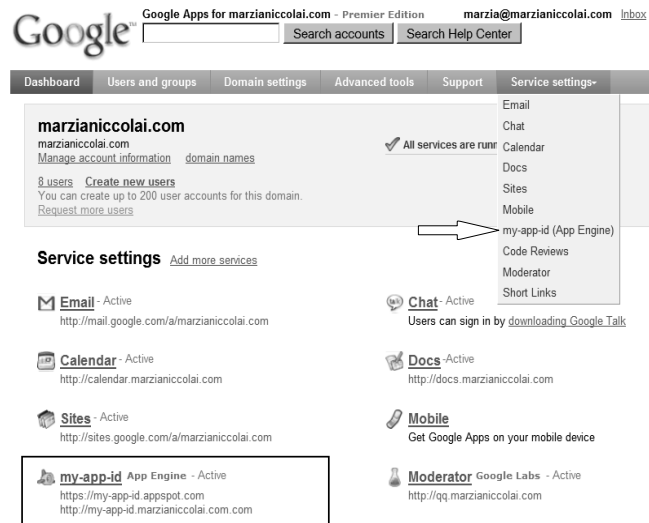 Google Apps for marzianiccolai.com - Premier Edition marzia@marzianiccolai.com Inbox
Google™ Search accounts Search Help Center
Dashboard Users and groups Domain settings Advanced tools Support Service settings
Email
Chat
Calendar
Docs
Sites
Mobile
my-app-id (App Engine)
Code Reviews
Moderator
Short Links
marzianiccolai.com
marzianiccolai.com
Manage account information domain names
All services are runn
8 users Create new users
You can create up to 200 user accounts for this domain.
Request more users
Service settings Add more services
Email - Active
http://mail.google.com/a/marzianiccolai.com
Chat - Active
Users can sign in by downloading Google Talk
Calendar - Active
http://calendar.marzianiccolai.com
Docs -Active
http://docs.marzianiccolai.com
Sites - Active
http://sites.google.com/a/marzianiccolai.com
Mobile
Get Google Apps on your mobile device
my-app-id App Engine - Active
https://my-app-id.appspot.com
http://my-app-id.marzianiccolai.com.com
Moderator Google Labs - Active
http://qq.marzianiccolai.com